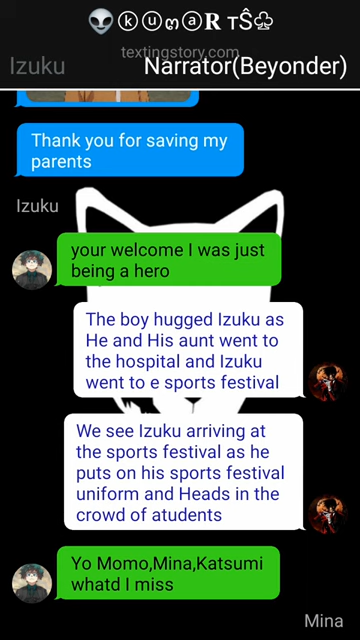 👽ⓚⓤⓜⓐ𝐑 тŜ♧
textingstory.com
Izuku
Narrator(Beyonder)
Thank you for saving my
parents
Izuku
your welcome I was just
being a hero
The boy hugged Izuku as
He and His aunt went to
the hospital and Izuku
went to e sports festival
We see Izuku arriving at
the sports festival as he
puts on his sports festival
uniform and Heads in the
crowd of atudents
Yo Momo,Mina,Katsumi
whatd I miss
Mina